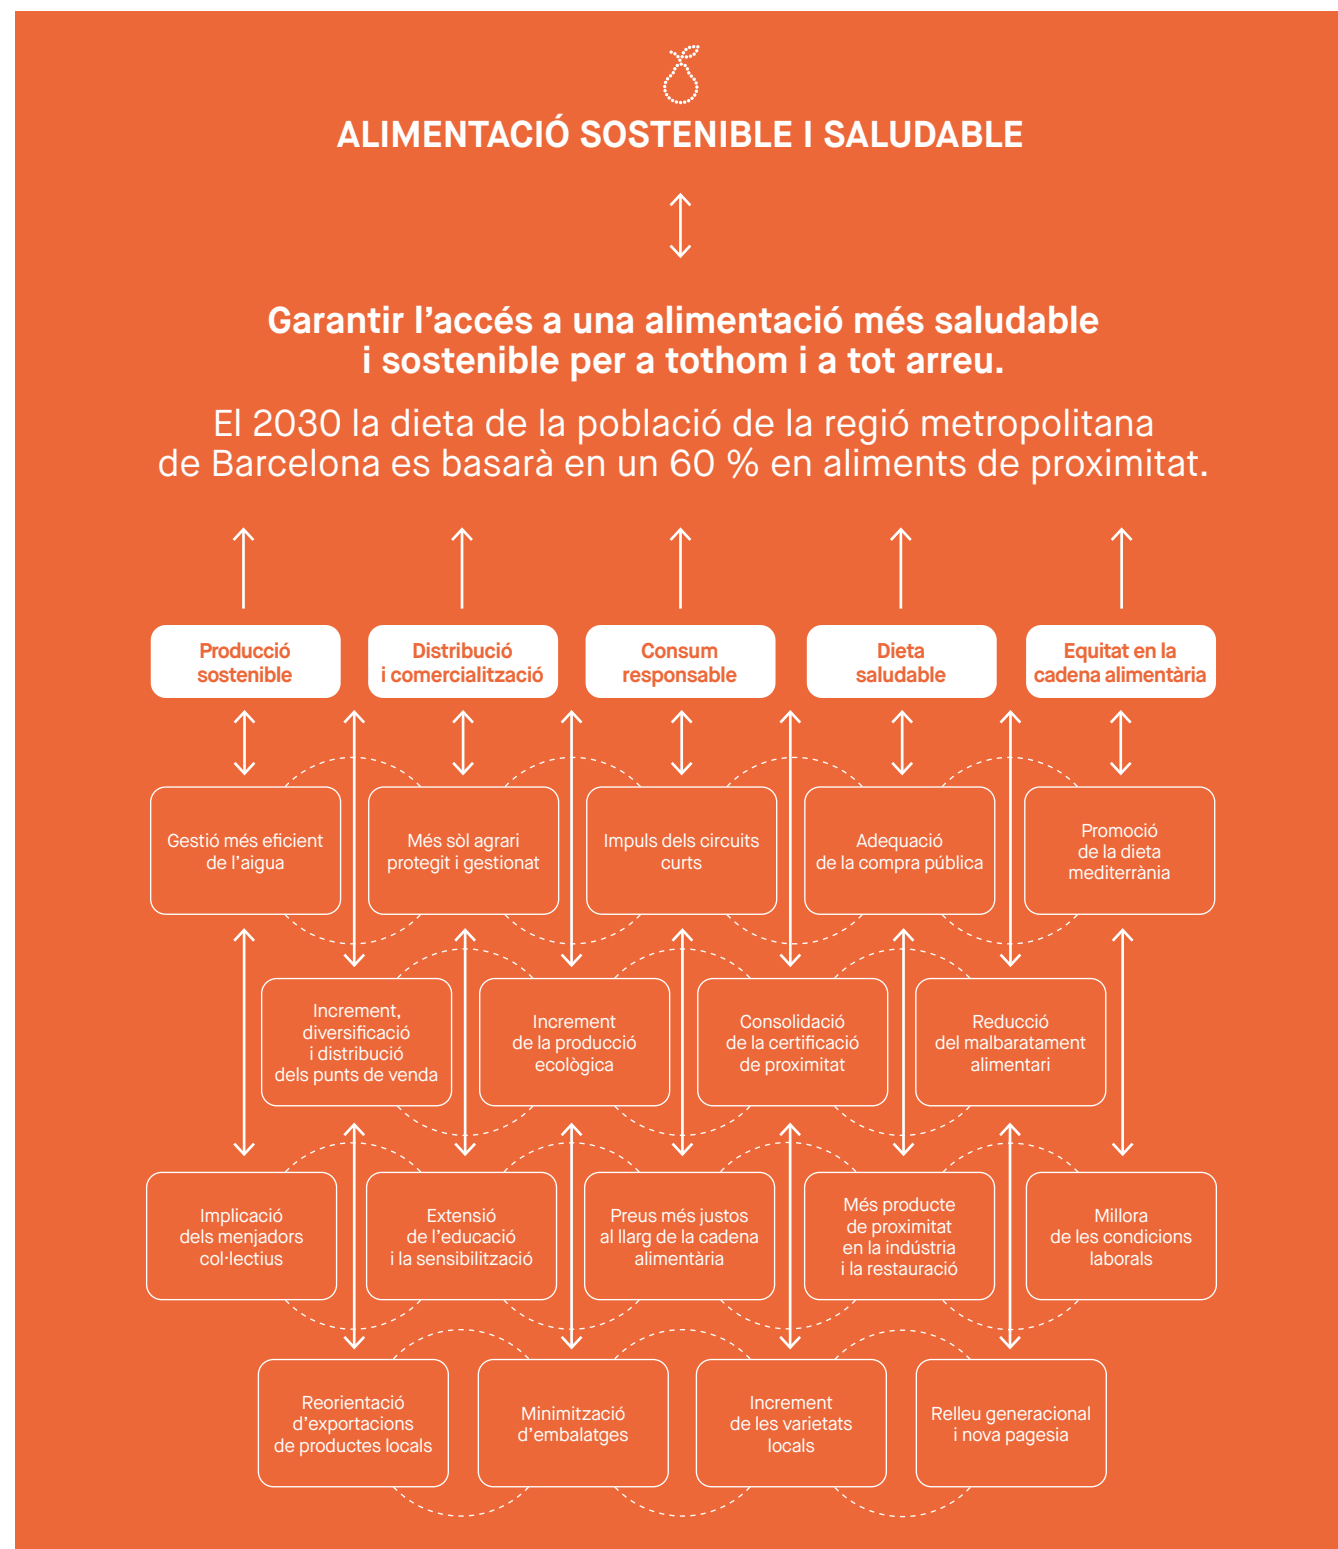 ALIMENTACIÓ SOSTENIBLE I SALUDABLE
Garantir l’accés a una alimentació més saludable
i sostenible per a tothom i a tot arreu.
El 2030 la dieta de la població de la regió metropolitana
de Barcelona es basarà en un 60 % en aliments de proximitat.
Producció
sostenible
Distribució
i comercialització
Consum
responsable
Dieta
saludable
Equitat en la
cadena alimentària
Gestió més eficient
de l’aigua
Més sòl agrari
protegit i gestionat
Impuls dels circuits
curts
Adequació
de la compra pública
Promoció
de la dieta
mediterrània
Increment,
diversificació
i distribució
dels punts de venda
Increment
de la producció
ecològica
Consolidació
de la certificació
de proximitat
Reducció
del malbaratament
alimentari
Implicació
dels menjadors
col·lectius
Extensió
de l’educació
i la sensibilització
Preus més justos
al llarg de la cadena
alimentària
Més producte
de proximitat
en la indústria
i la restauració
Millora
de les condicions
laborals
Reorientació
d’exportacions
de productes locals
Minimització
d’embalatges
Increment
de les varietats
locals
Relleu generacional
i nova pagesia